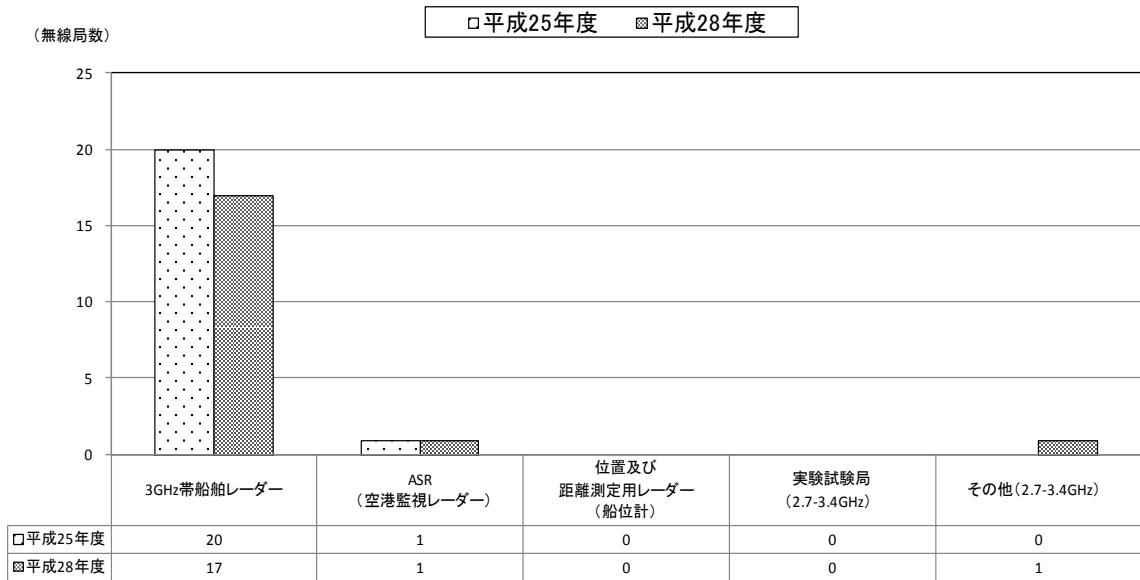 □平成25年度 ▩平成28年度
(無線局数)
25
20
15
10
5
0
3GHz帯船舶レーダー
ASR
(空港監視レーダー)
位置及び
距離測定用レーダー
(船位計)
実験試験局
(2.7-3.4GHz)
その他(2.7-3.4GHz)
□平成25年度 20 1 0 0 0
▩平成28年度 17 1 0 0 1